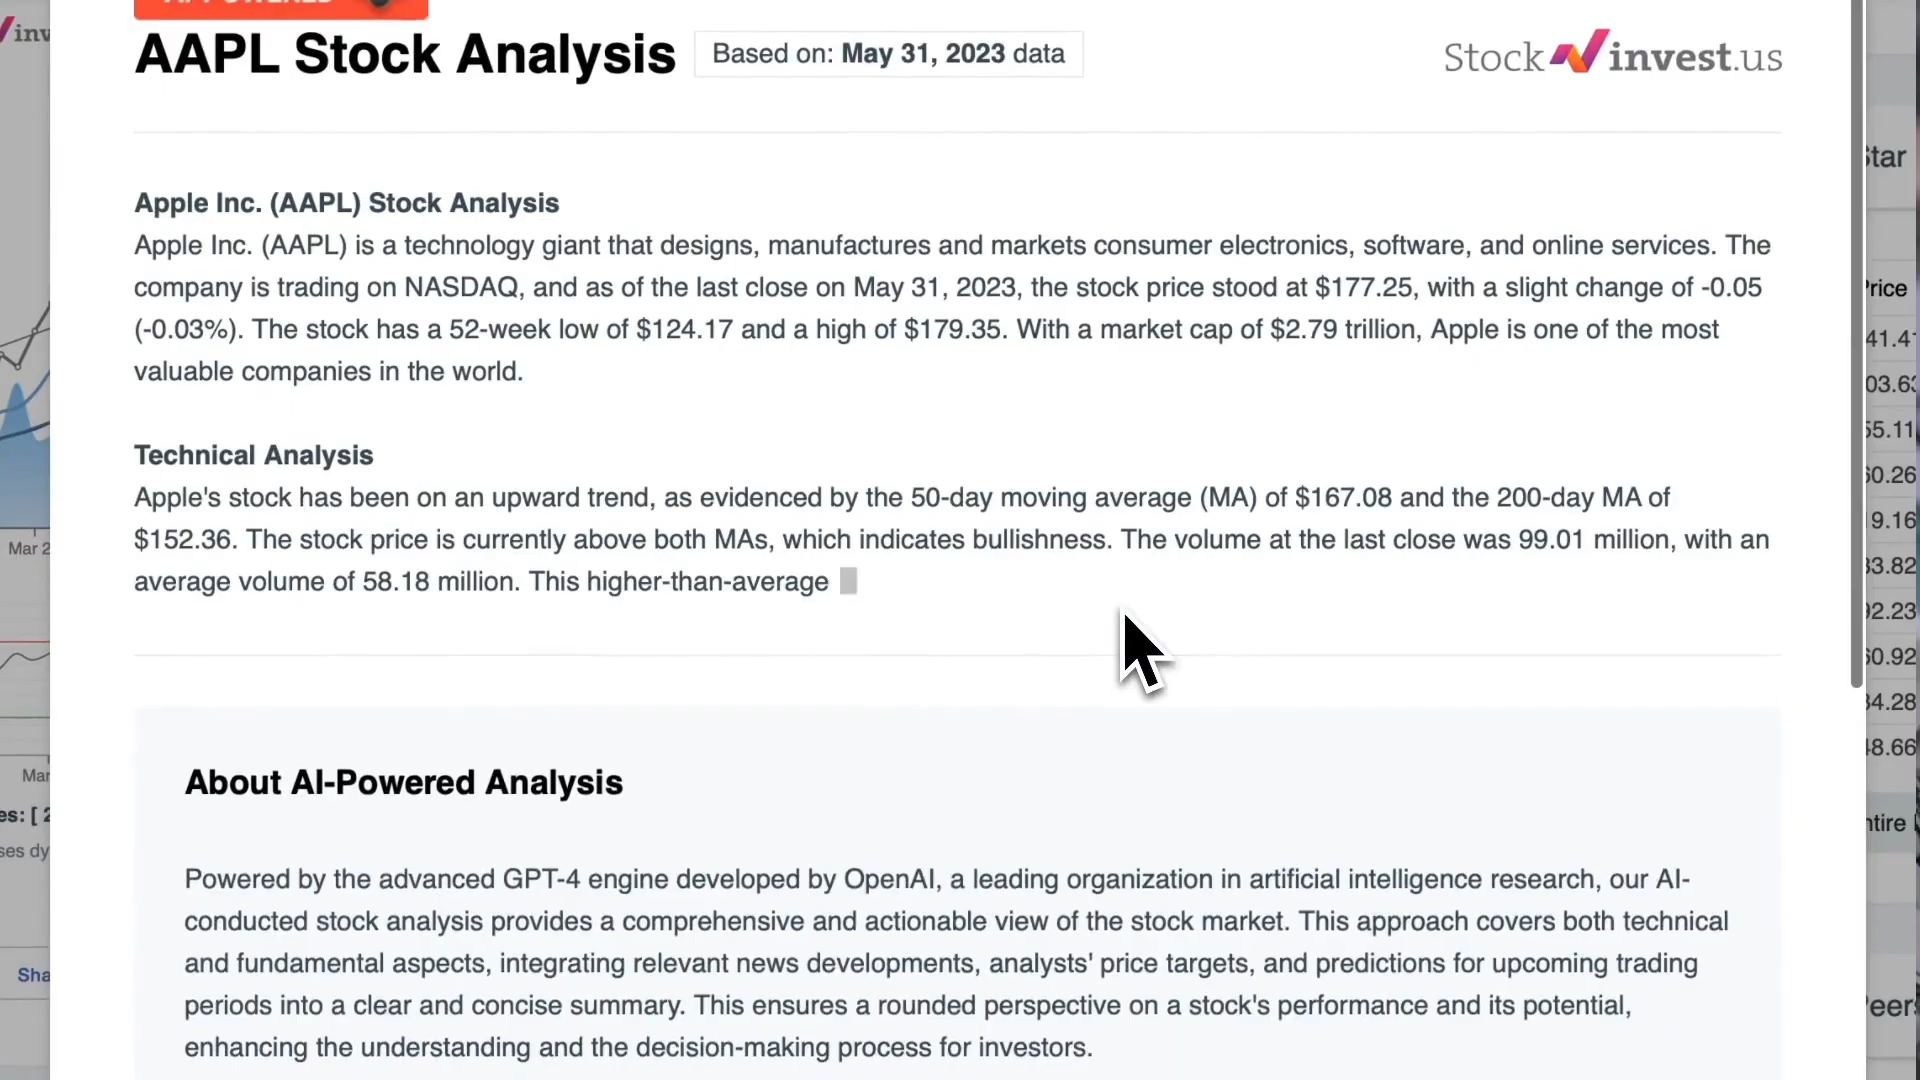 AAPL Stock Analysis
Based on: May 31, 2023 data
Stock invest.us
Apple Inc. (AAPL) Stock Analysis
Apple Inc. (AAPL) is a technology giant that designs, manufactures and markets consumer electronics, software, and online services. The
company is trading on NASDAQ, and as of the last close on May 31, 2023, the stock price stood at $177.25, with a slight change of -0.05
(-0.03%). The stock has a 52-week low of $124.17 and a high of $179.35. With a market cap of $2.79 trillion, Apple is one of the most
valuable companies in the world.
Technical Analysis
Apple's stock has been on an upward trend, as evidenced by the 50-day moving average (MA) of $167.08 and the 200-day MA of
$152.36. The stock price is currently above both MAs, which indicates bullishness. The volume at the last close was 99.01 million, with an
average volume of 58.18 million. This higher-than-average
About AI-Powered Analysis
Powered by the advanced GPT-4 engine developed by OpenAI, a leading organization in artificial intelligence research, our AI-
conducted stock analysis provides a comprehensive and actionable view of the stock market. This approach covers both technical
and fundamental aspects, integrating relevant news developments, analysts' price targets, and predictions for upcoming trading
periods into a clear and concise summary. This ensures a rounded perspective on a stock's performance and its potential,
enhancing the understanding and the decision-making process for investors.